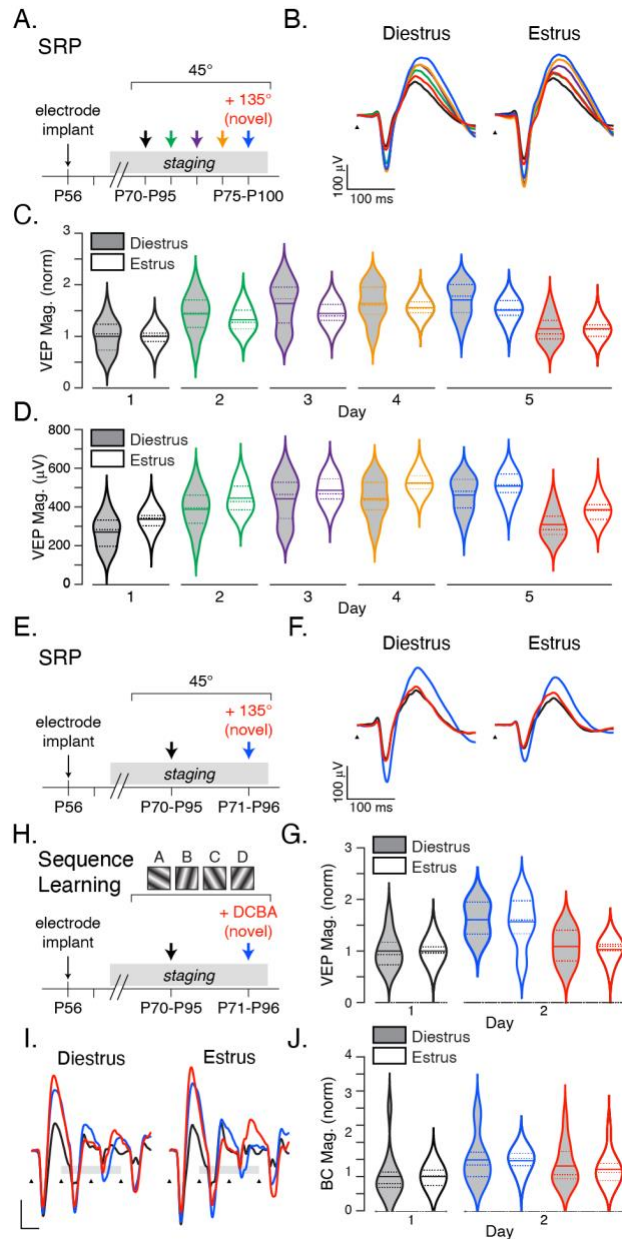 A.
SRP
45°
+ 135°
(novel)
electrode
implant
staging
P56
P70-P95
P75-P100
B.
Diestrus
Estrus
100 µV
100 ms
C.
Diestrus
Estrus
VEP Mag. (norm)
3
2
1
0
1
2
3
4
5
Day
D.
Diestrus
Estrus
VEP Mag. (µV)
800
600
400
200
0
1
2
3
4
5
Day
E.
SRP
45°
+ 135°
(novel)
electrode
implant
staging
P56
P70-P95
P71-P96
F.
Diestrus
Estrus
100 µV
100 ms
H.
Sequence
Learning
A B C D
+ DCBA
(novel)
electrode
implant
staging
P56
P70-P95
P71-P96
G.
Diestrus
Estrus
VEP Mag. (norm)
3
2
1
0
1
2
Day
I.
Diestrus
Estrus
J.
Diestrus
Estrus
BC Mag. (norm)
4
3
2
1
0
1
2
Day